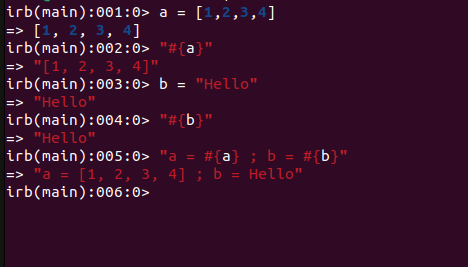 irb(main):001:0> a = [1,2,3,4]
=> [1, 2, 3, 4]
irb(main):002:0> "#{a}"
=> "[1, 2, 3, 4]"
irb(main):003:0> b = "Hello"
=> "Hello"
irb(main):004:0> "#{b}"
=> "Hello"
irb(main):005:0> "a = #{a} ; b = #{b}"
=> "a = [1, 2, 3, 4] ; b = Hello"
irb(main):006:0>